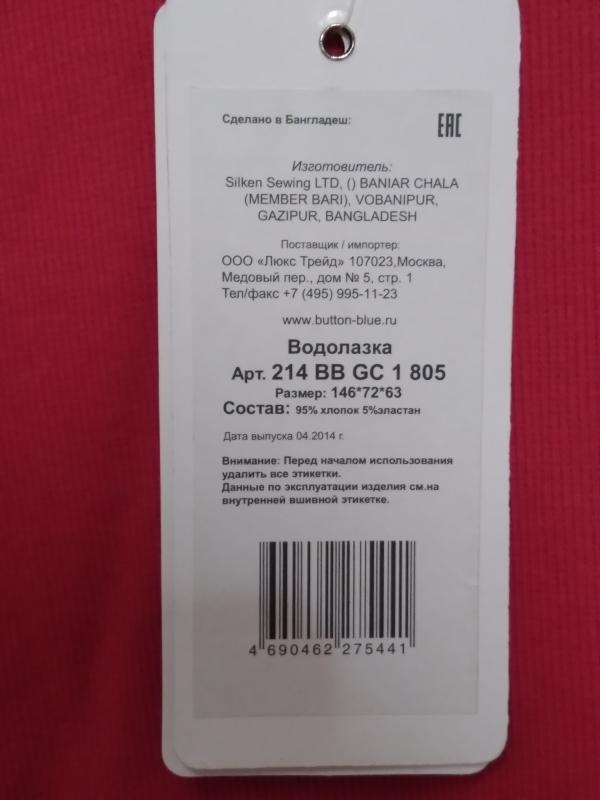 Сделано в Бангладеш:
EAC
Изготовитель:
Silken Sewing LTD, () BANIAR CHALA
(MEMBER BARI), VOBANIPUR,
GAZIPUR, BANGLADESH
Поставщик / импортер:
ООО «Люкс Трейд» 107023,Москва,
Медовый пер., дом № 5, стр. 1
Тел/факс +7 (495) 995-11-23
www.button-blue.ru
Водолазка
Арт. 214 BB GC 1 805
Размер: 146*72*63
Состав: 95% хлопок 5%эластан
Дата выпуска 04.2014 г.
Внимание: Перед началом использования
удалить все этикетки.
Данные по эксплуатации изделия см.на
внутренней вшивной этикетке.
4 690462 275441